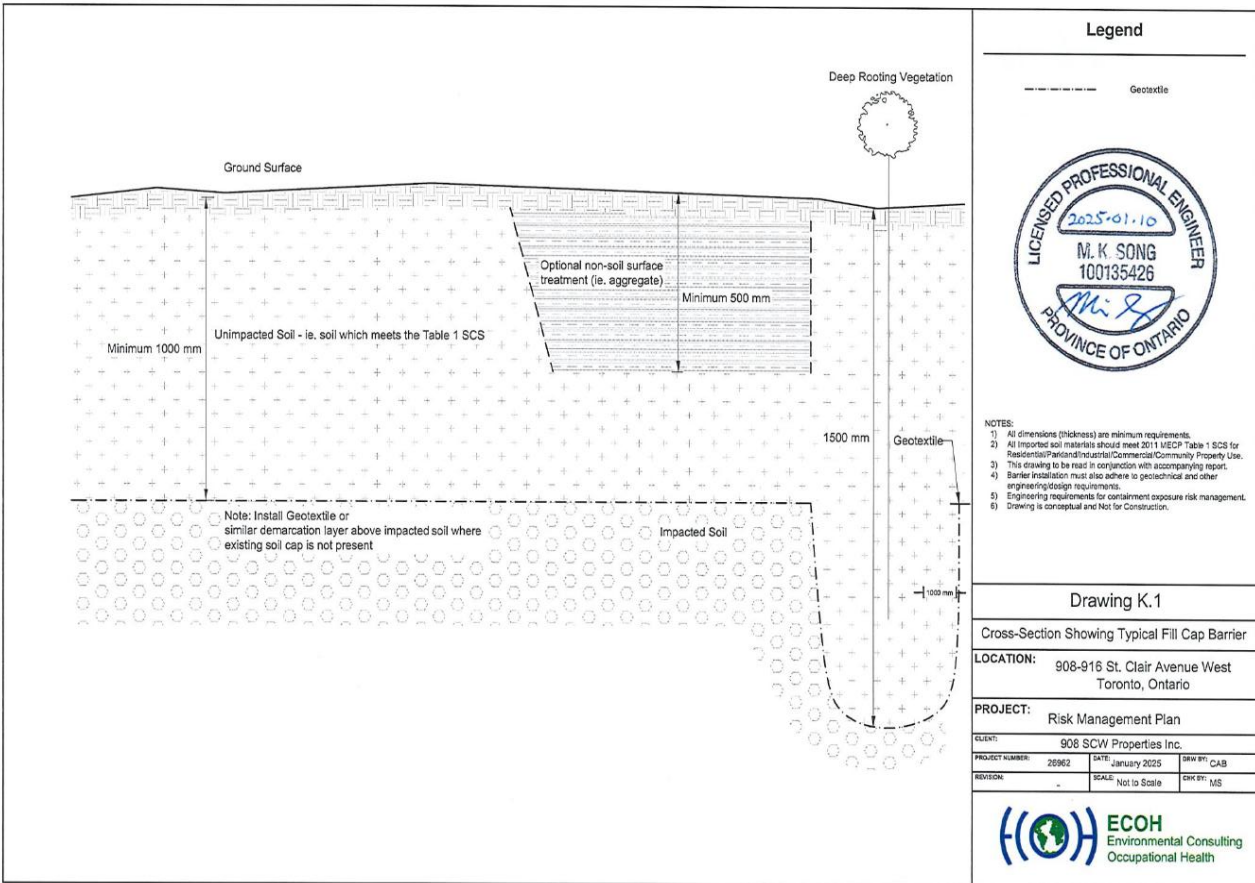 Deep Rooting Vegetation
Ground Surface
Optional non-soil surface
treatment (ie. aggregate)
Minimum 500 mm
Unimpacted Soil - ie. soil which meets the Table 1 SCS
Minimum 1000 mm
1500 mm
Geotextile
Note: Install Geotextile or
similar demarcation layer above impacted soil where
existing soil cap is not present
Impacted Soil
1000 mm
Legend
Geotextile
LICENSED PROFESSIONAL ENGINEER
2025-01-10
M. K. SONG
100135426
PROVINCE OF ONTARIO
NOTES:
1) All dimensions (thickness) are minimum requirements.
2) All Imported soil materials should meet 2011 MECP Table 1 SCS for
Residential/Parkland/Industrial/Commercial/Community Property Use.
3) This drawing to be read in conjunction with accompanying report.
4) Barrier installation must also adhere to geotechnical and other
engineering/design requirements.
5) Engineering requirements for containment exposure risk management.
6) Drawing is conceptual and Not for Construction.
Drawing K.1
Cross-Section Showing Typical Fill Cap Barrier
LOCATION: 908-916 St. Clair Avenue West
Toronto, Ontario
PROJECT: Risk Management Plan
CLIENT: 908 SCW Properties Inc.
PROJECT NUMBER: 26962 DATE: January 2025 DRW BY: CAB
REVISION: - SCALE: Not to Scale CHK BY: MS
ECOH
Environmental Consulting
Occupational Health